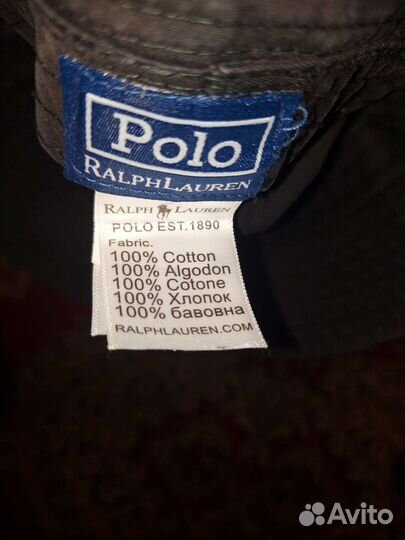 Polo
RALPH LAUREN
RALPH LAUREN
POLO EST.1890
Fabric.
100% Cotton
100% Algodon
100% Cotone
100% Хлопок
100% бавовна
RALPHLAUREN.COM
Avito